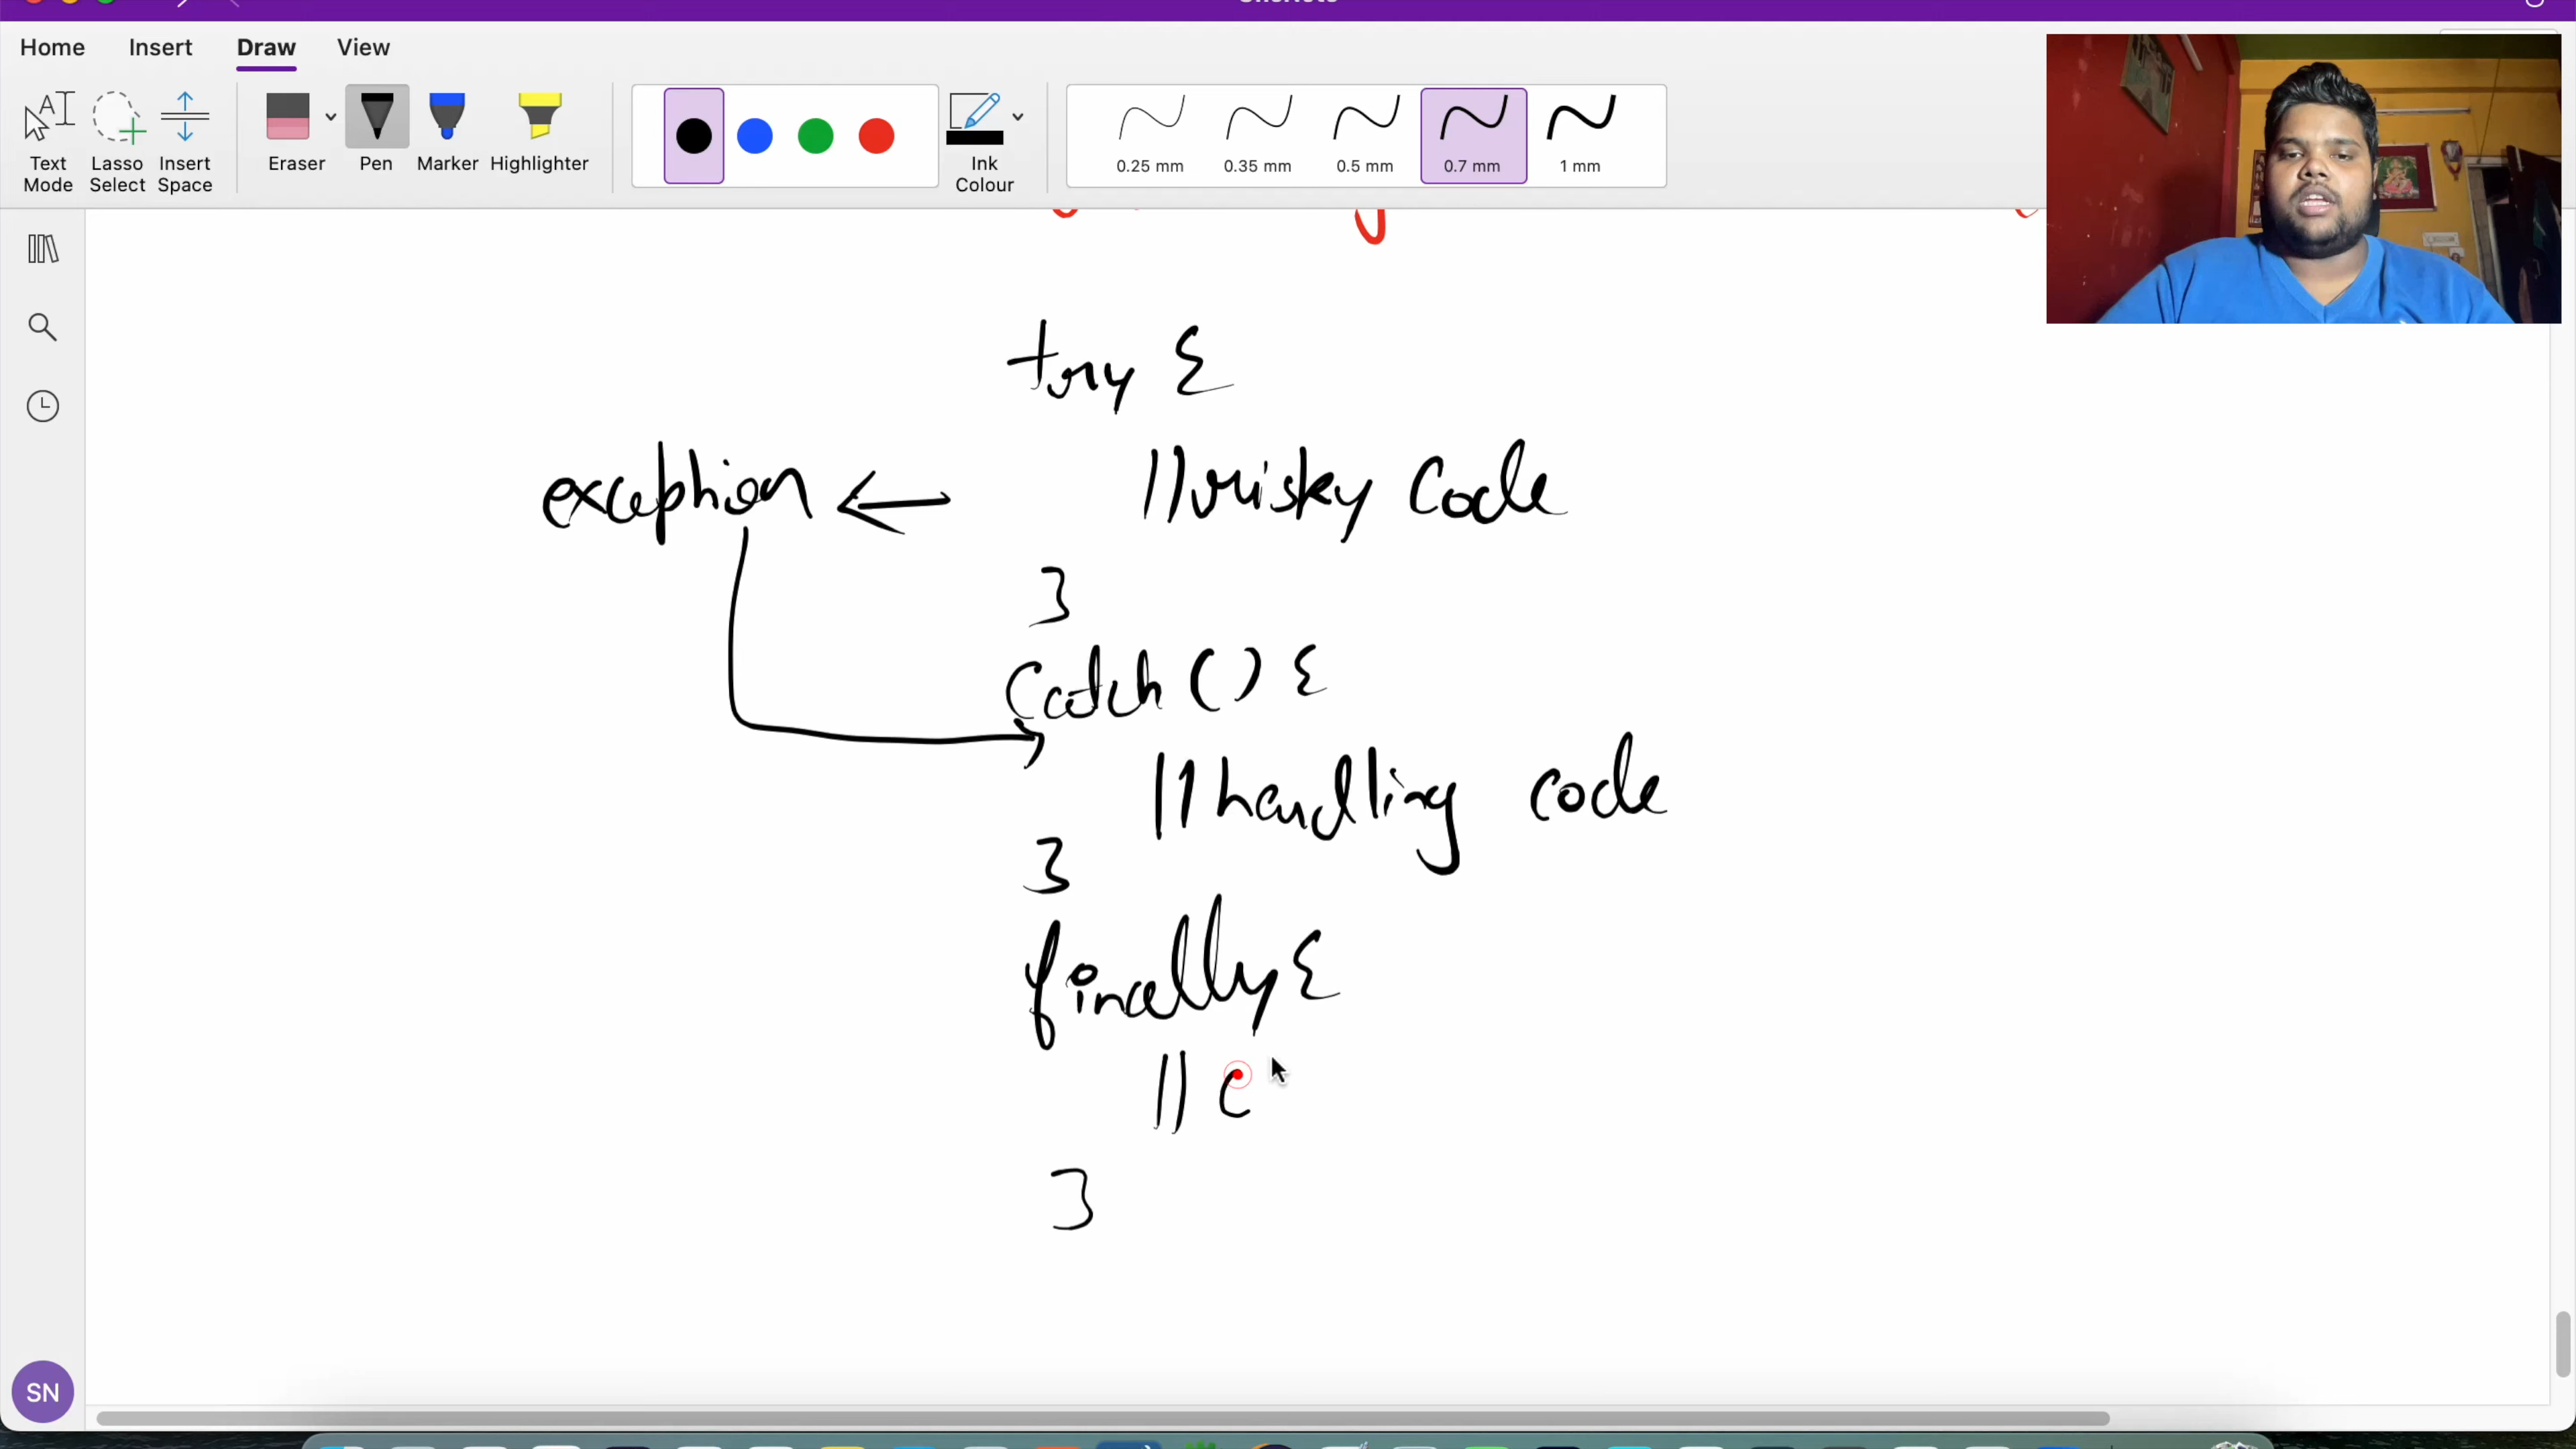 Home Insert Draw View
Text Mode
Lasso Select
Insert Space
Eraser
Pen
Marker
Highlighter
Ink Colour
0.25 mm
0.35 mm
0.5 mm
0.7 mm
1 mm
try {
exception ← //risky Code
}
Catch () {
//handling code
}
finally {
// c
}
SN